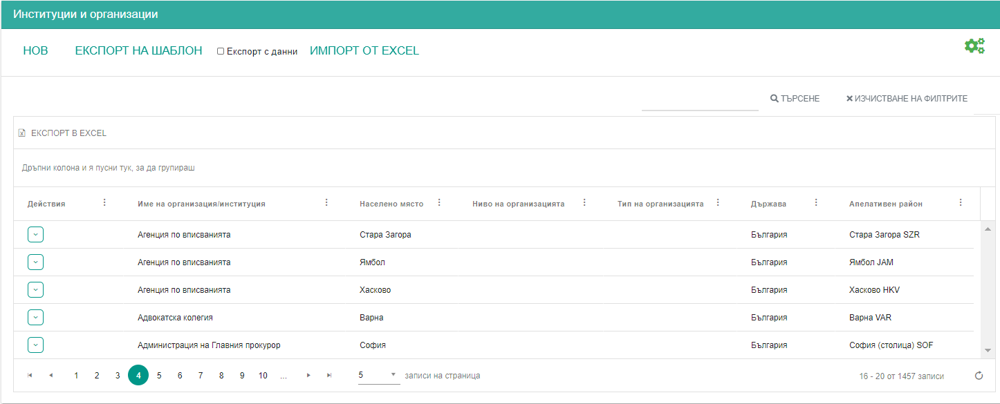 Институции и организации
НОВ ЕКСПОРТ НА ШАБЛОН Експорт с данни ИМПОРТ ОТ EXCEL
ТЪРСЕНЕ ИЗЧИСТВАНЕ НА ФИЛТРИТЕ
ЕКСПОРТ В EXCEL
Дръпни колона и я пусни тук, за да групираш
Действия Име на организация/институция Населено място Ниво на организацията Тип на организацията Държава Апелативен район
Агенция по вписванията Стара Загора България Стара Загора SZR
Агенция по вписванията Ямбол България Ямбол JAM
Агенция по вписванията Хасково България Хасково HKV
Адвокатска колегия Варна България Варна VAR
Администрация на Главния прокурор София България София (столица) SOF
1 2 3 4 5 6 7 8 9 10 ... 5 записи на страница 16 - 20 от 1457 записи